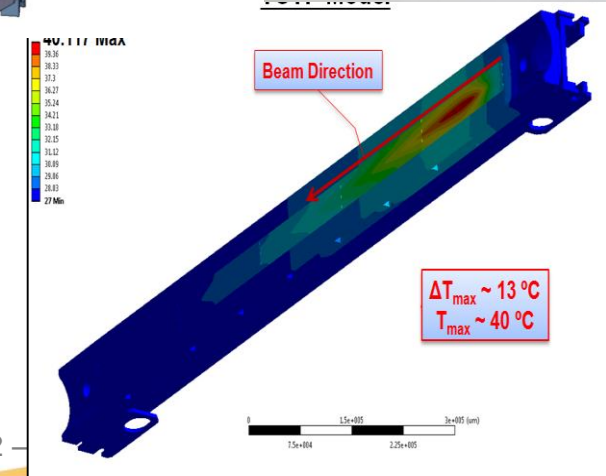 Model
40.117 Max
39.36
38.33
37.3
36.27
35.24
34.21
33.18
32.15
31.12
30.09
29.06
28.03
27 Min
Beam Direction
ΔTmax ~ 13 ºC
Tmax ~ 40 ºC
0
1.5e+005
3e+005 (um)
7.5e+004
2.25e+005